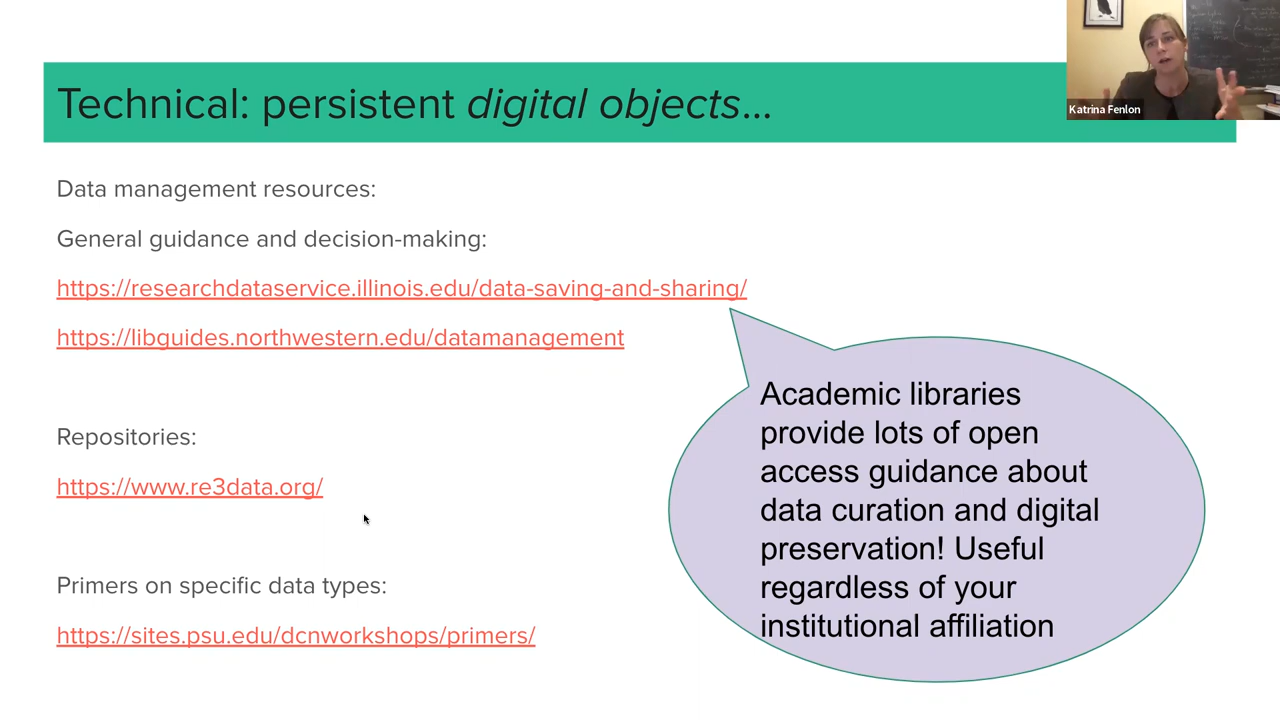 Technical: persistent digital objects...
Katrina Fenlon
Data management resources:
General guidance and decision-making:
https://researchdataservice.illinois.edu/data-saving-and-sharing/
https://libguides.northwestern.edu/datamanagement
Academic libraries
provide lots of open
access guidance about
data curation and digital
preservation! Useful
regardless of your
institutional affiliation
Repositories:
https://www.re3data.org/
Primers on specific data types:
https://sites.psu.edu/dcnworkshops/primers/